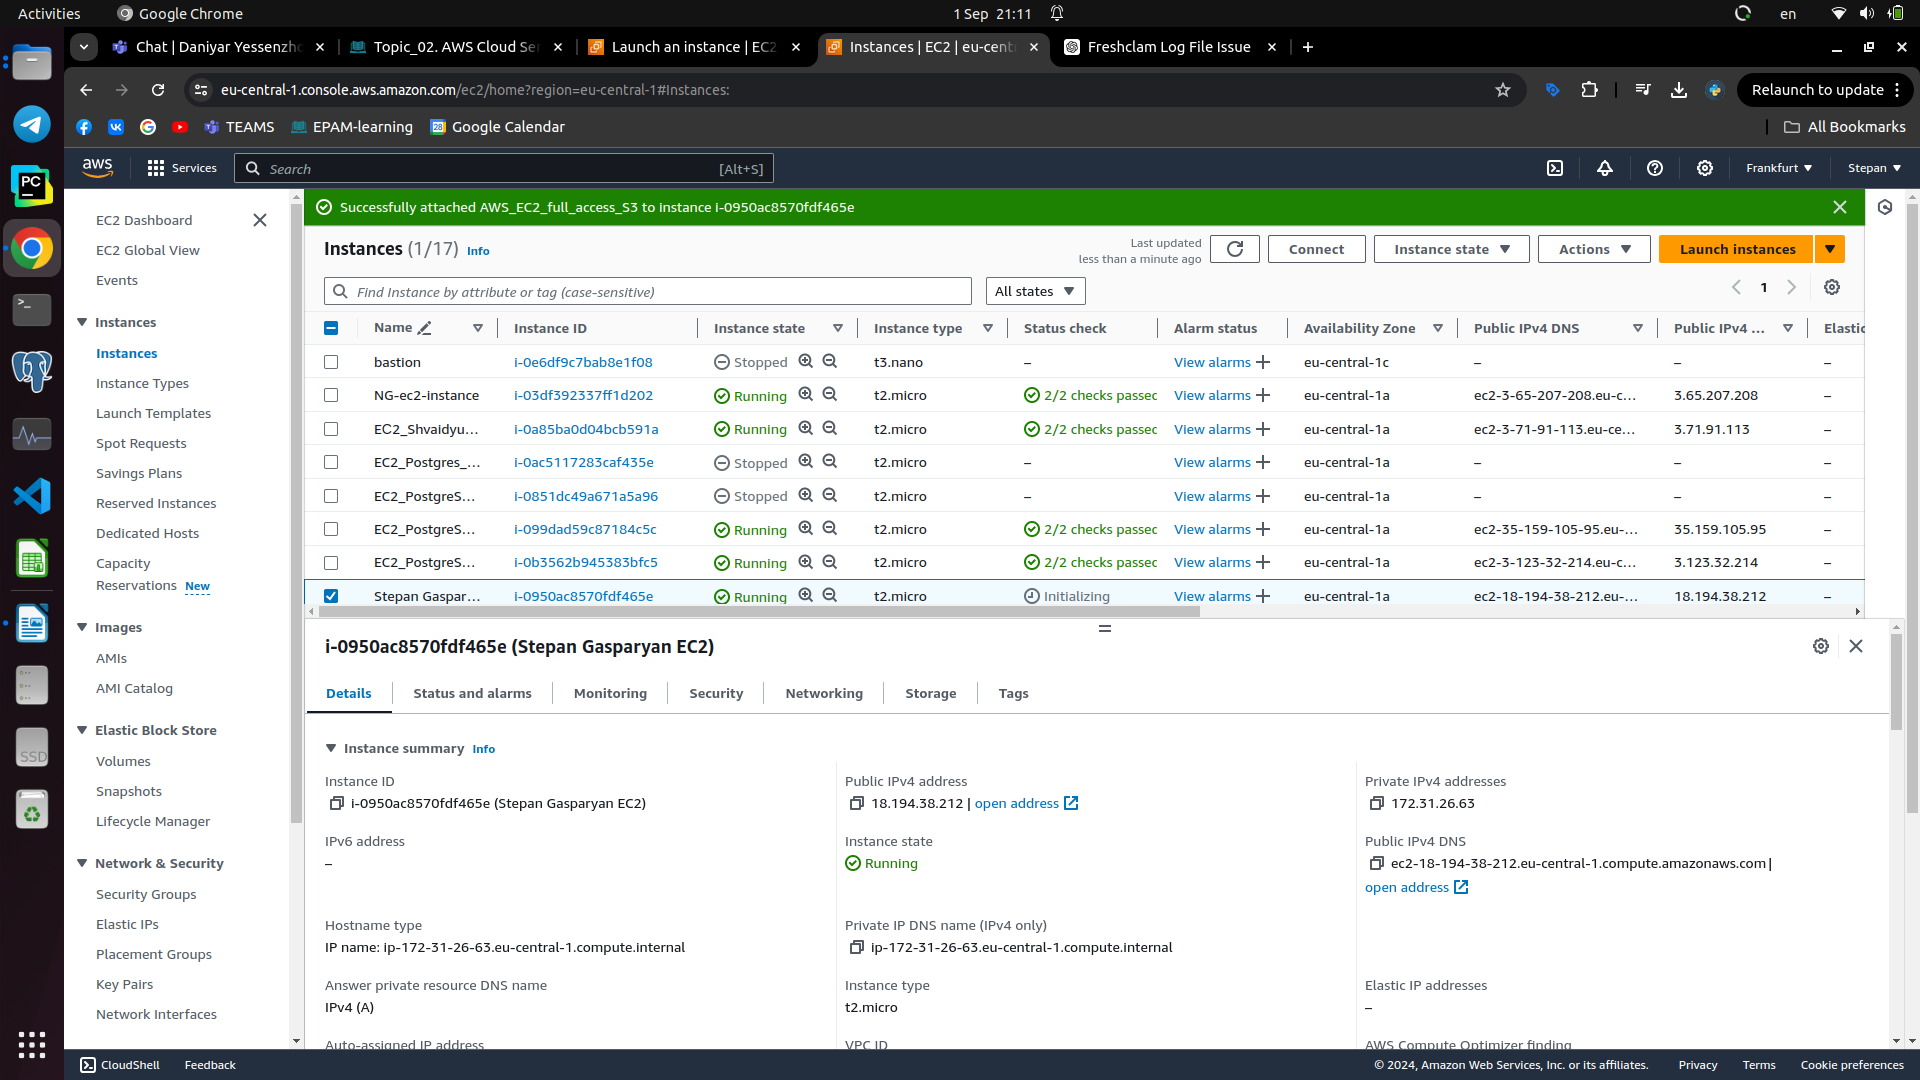 Activities
Google Chrome
1 Sep 21:11
en
Chat | Daniyar Yessenzho
Topic_02. AWS Cloud Ser
Launch an instance | EC2
Instances | EC2 | eu-centr
Freshclam Log File Issue
eu-central-1.console.aws.amazon.com/ec2/home?region=eu-central-1#Instances:
Relaunch to update
TEAMS
EPAM-learning
Google Calendar
All Bookmarks
aws
Services
Search
[Alt+S]
Frankfurt
Stepan
EC2 Dashboard
EC2 Global View
Events
Instances
Instances
Instance Types
Launch Templates
Spot Requests
Savings Plans
Reserved Instances
Dedicated Hosts
Capacity
Reservations New
Images
AMIs
AMI Catalog
Elastic Block Store
Volumes
Snapshots
Lifecycle Manager
Network & Security
Security Groups
Elastic IPs
Placement Groups
Key Pairs
Network Interfaces
Successfully attached AWS_EC2_full_access_S3 to instance i-0950ac8570fdf465e
Instances (1/17) Info
Last updated
less than a minute ago
Connect
Instance state
Actions
Launch instances
Find Instance by attribute or tag (case-sensitive)
All states
1
Name Instance ID Instance state Instance type Status check Alarm status Availability Zone Public IPv4 DNS Public IPv4 ... Elastic
bastion i-0e6df9c7bab8e1f08 Stopped t3.nano – View alarms eu-central-1c – –
NG-ec2-instance i-03df392337ff1d202 Running t2.micro 2/2 checks passed View alarms eu-central-1a ec2-3-65-207-208.eu-c... 3.65.207.208 –
EC2_Shvaidyu... i-0a85ba0d04bcb591a Running t2.micro 2/2 checks passed View alarms eu-central-1a ec2-3-71-91-113.eu-ce... 3.71.91.113 –
EC2_Postgres_... i-0ac5117283caf435e Stopped t2.micro – View alarms eu-central-1a – – –
EC2_PostgreS... i-0851dc49a671a5a96 Stopped t2.micro – View alarms eu-central-1a – – –
EC2_PostgreS... i-099dad59c87184c5c Running t2.micro 2/2 checks passed View alarms eu-central-1a ec2-35-159-105-95.eu-... 35.159.105.95 –
EC2_PostgreS... i-0b3562b945383bfc5 Running t2.micro 2/2 checks passed View alarms eu-central-1a ec2-3-123-32-214.eu-c... 3.123.32.214 –
Stepan Gaspar... i-0950ac8570fdf465e Running t2.micro Initializing View alarms eu-central-1a ec2-18-194-38-212.eu-... 18.194.38.212 –
i-0950ac8570fdf465e (Stepan Gasparyan EC2)
Details
Status and alarms
Monitoring
Security
Networking
Storage
Tags
Instance summary Info
Instance ID
i-0950ac8570fdf465e (Stepan Gasparyan EC2)
Public IPv4 address
18.194.38.212 | open address
Private IPv4 addresses
172.31.26.63
IPv6 address
–
Instance state
Running
Public IPv4 DNS
ec2-18-194-38-212.eu-central-1.compute.amazonaws.com |
open address
Hostname type
IP name: ip-172-31-26-63.eu-central-1.compute.internal
Private IP DNS name (IPv4 only)
ip-172-31-26-63.eu-central-1.compute.internal
Answer private resource DNS name
IPv4 (A)
Instance type
t2.micro
Elastic IP addresses
–
Auto-assigned IP address
VPC ID
AWS Compute Optimizer finding
CloudShell
Feedback
© 2024, Amazon Web Services, Inc. or its affiliates.
Privacy
Terms
Cookie preferences
PC
28
SSD